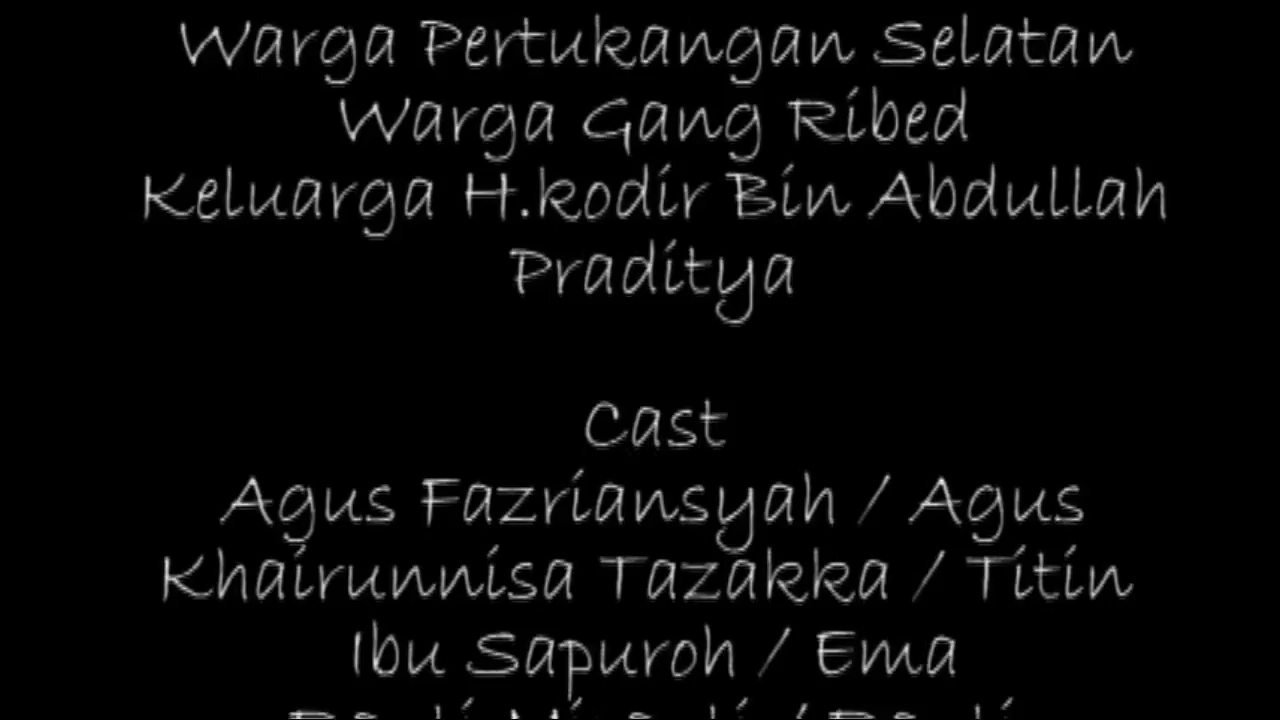 Warga Pertukangan Selatan
Warga Gang Ribed
Keluarga H.kodir Bin Abdullah
Praditya
Cast
Agus Fazriansyah / Agus
Khairunnisa Tazakka / Titin
Ibu Sapuroh / Ema